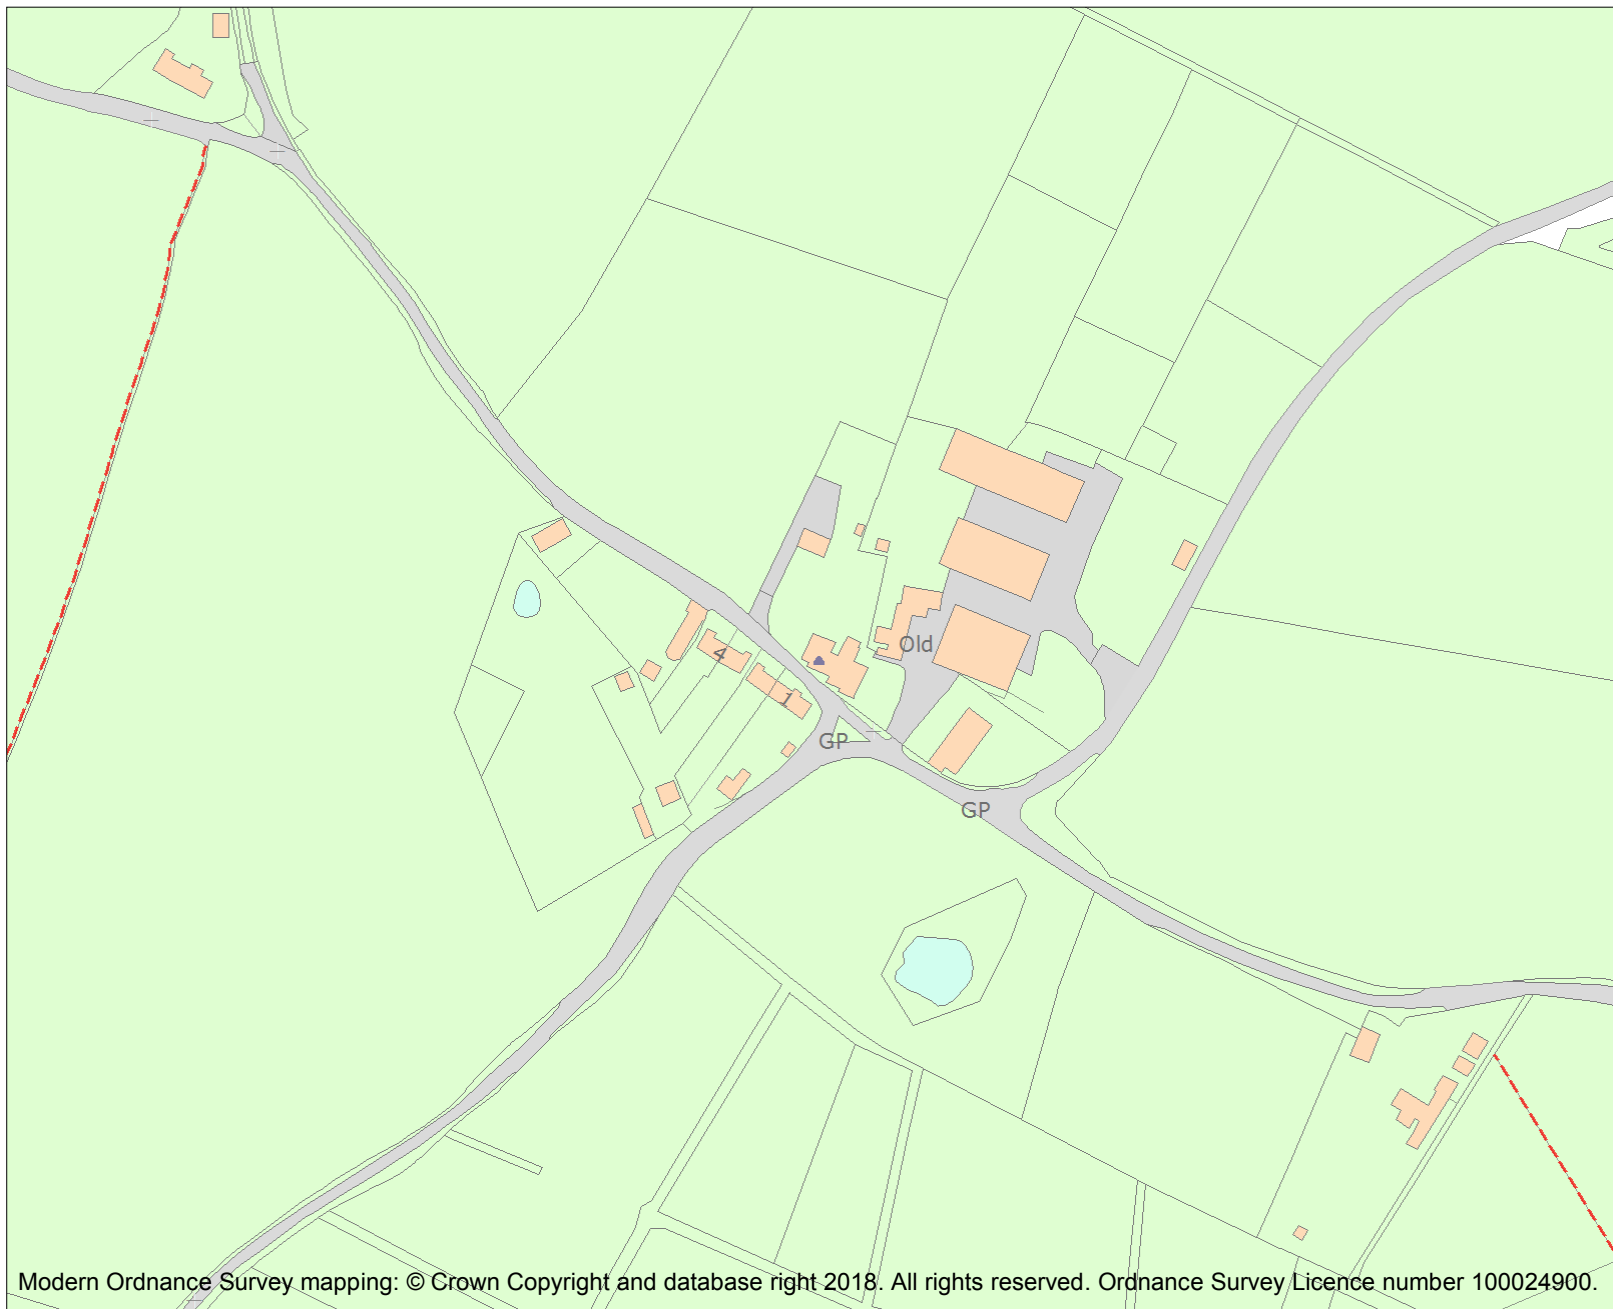 Old
4
1
GP
GP
Modern Ordnance Survey mapping: © Crown Copyright and database right 2018. All rights reserved. Ordnance Survey Licence number 100024900.